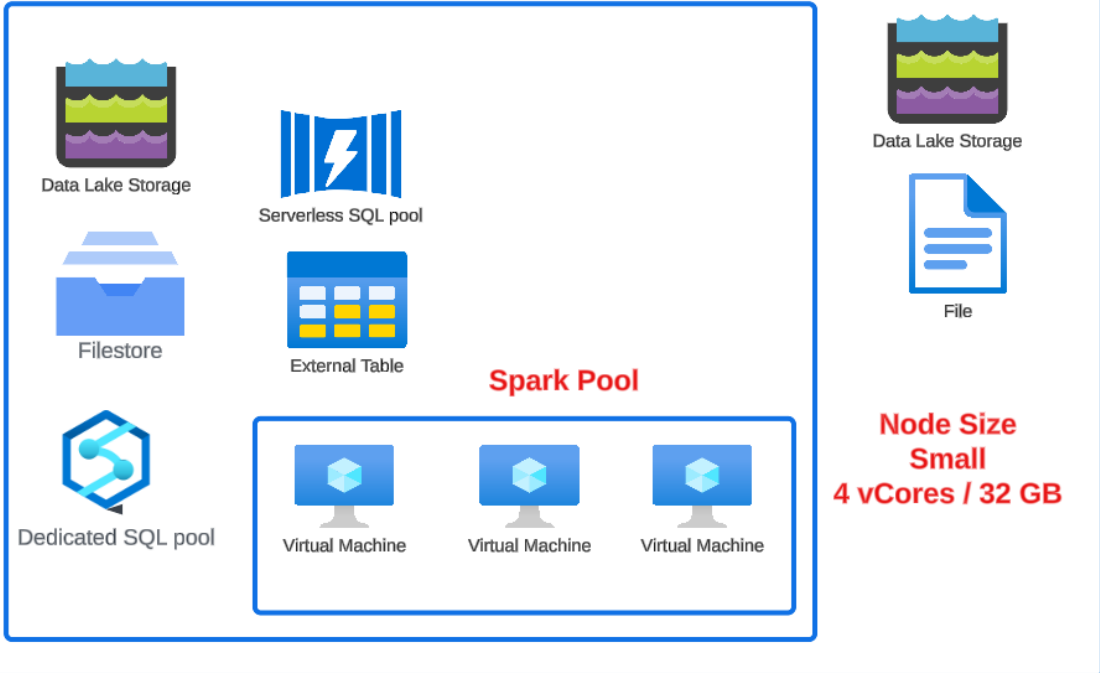 Data Lake Storage
Serverless SQL pool
Filestore
External Table
Dedicated SQL pool
Spark Pool
Virtual Machine
Virtual Machine
Virtual Machine
Data Lake Storage
File
Node Size
Small
4 vCores / 32 GB